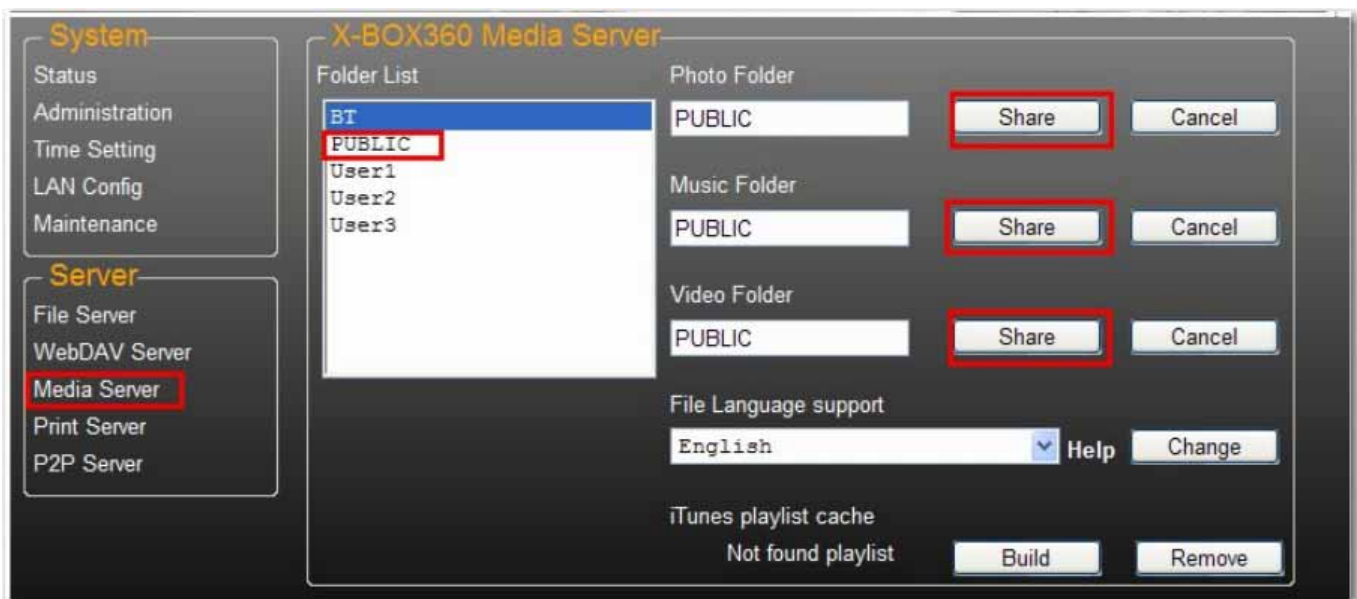 System
Status
Administration
Time Setting
LAN Config
Maintenance
Server
File Server
WebDAV Server
Media Server
Print Server
P2P Server
X-BOX360 Media Server
Folder List
BT
PUBLIC
User1
User2
User3
Photo Folder
PUBLIC Share Cancel
Music Folder
PUBLIC Share Cancel
Video Folder
PUBLIC Share Cancel
File Language support
English Help Change
iTunes playlist cache
Not found playlist Build Remove